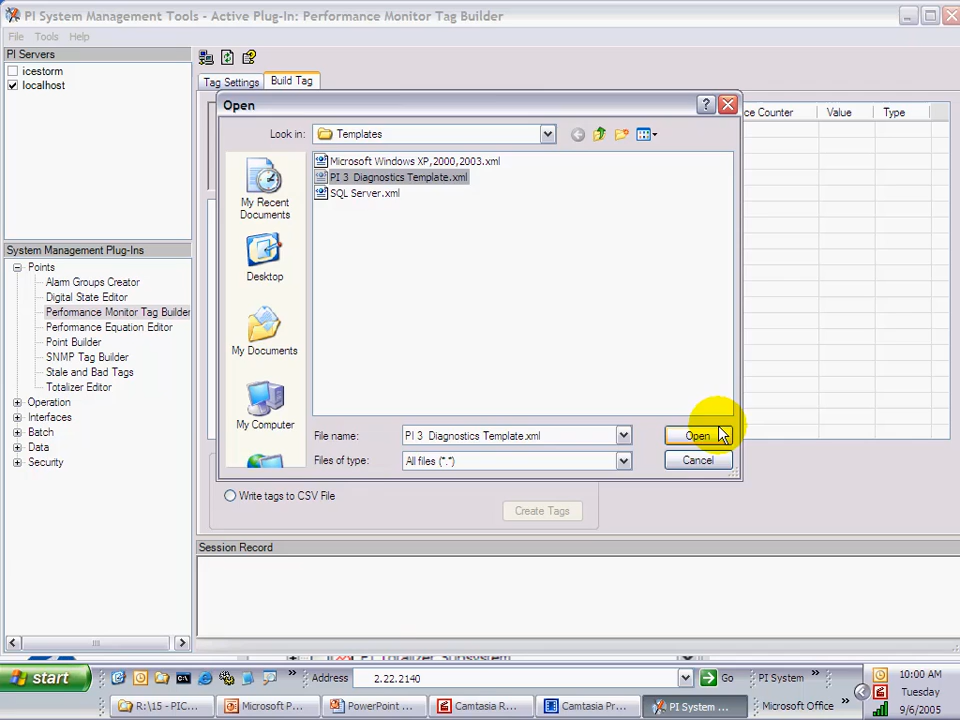 PI System Management Tools - Active Plug-In: Performance Monitor Tag Builder
File Tools Help
PI Servers
icestorm
localhost
Tag Settings Build Tag
ce Counter Value Type
Open
Look in: Templates
Microsoft Windows XP,2000,2003.xml
PI 3 Diagnostics Template.xml
SQL Server.xml
My Recent
Documents
Desktop
My Documents
My Computer
File name: PI 3 Diagnostics Template.xml Open
Files of type: All files (*.*) Cancel
System Management Plug-Ins
Points
Alarm Groups Creator
Digital State Editor
Performance Monitor Tag Builder
Performance Equation Editor
Point Builder
SNMP Tag Builder
Stale and Bad Tags
Totalizer Editor
Operation
Interfaces
Batch
Data
Security
Write tags to CSV File
Create Tags
Session Record
start Address 2.22.2140 Go PI System » 10:00 AM
R:\15 - PIC... Microsoft P... PowerPoint ... Camtasia R... Camtasia Pr... PI System ... Microsoft Office » Tuesday
9/6/2005